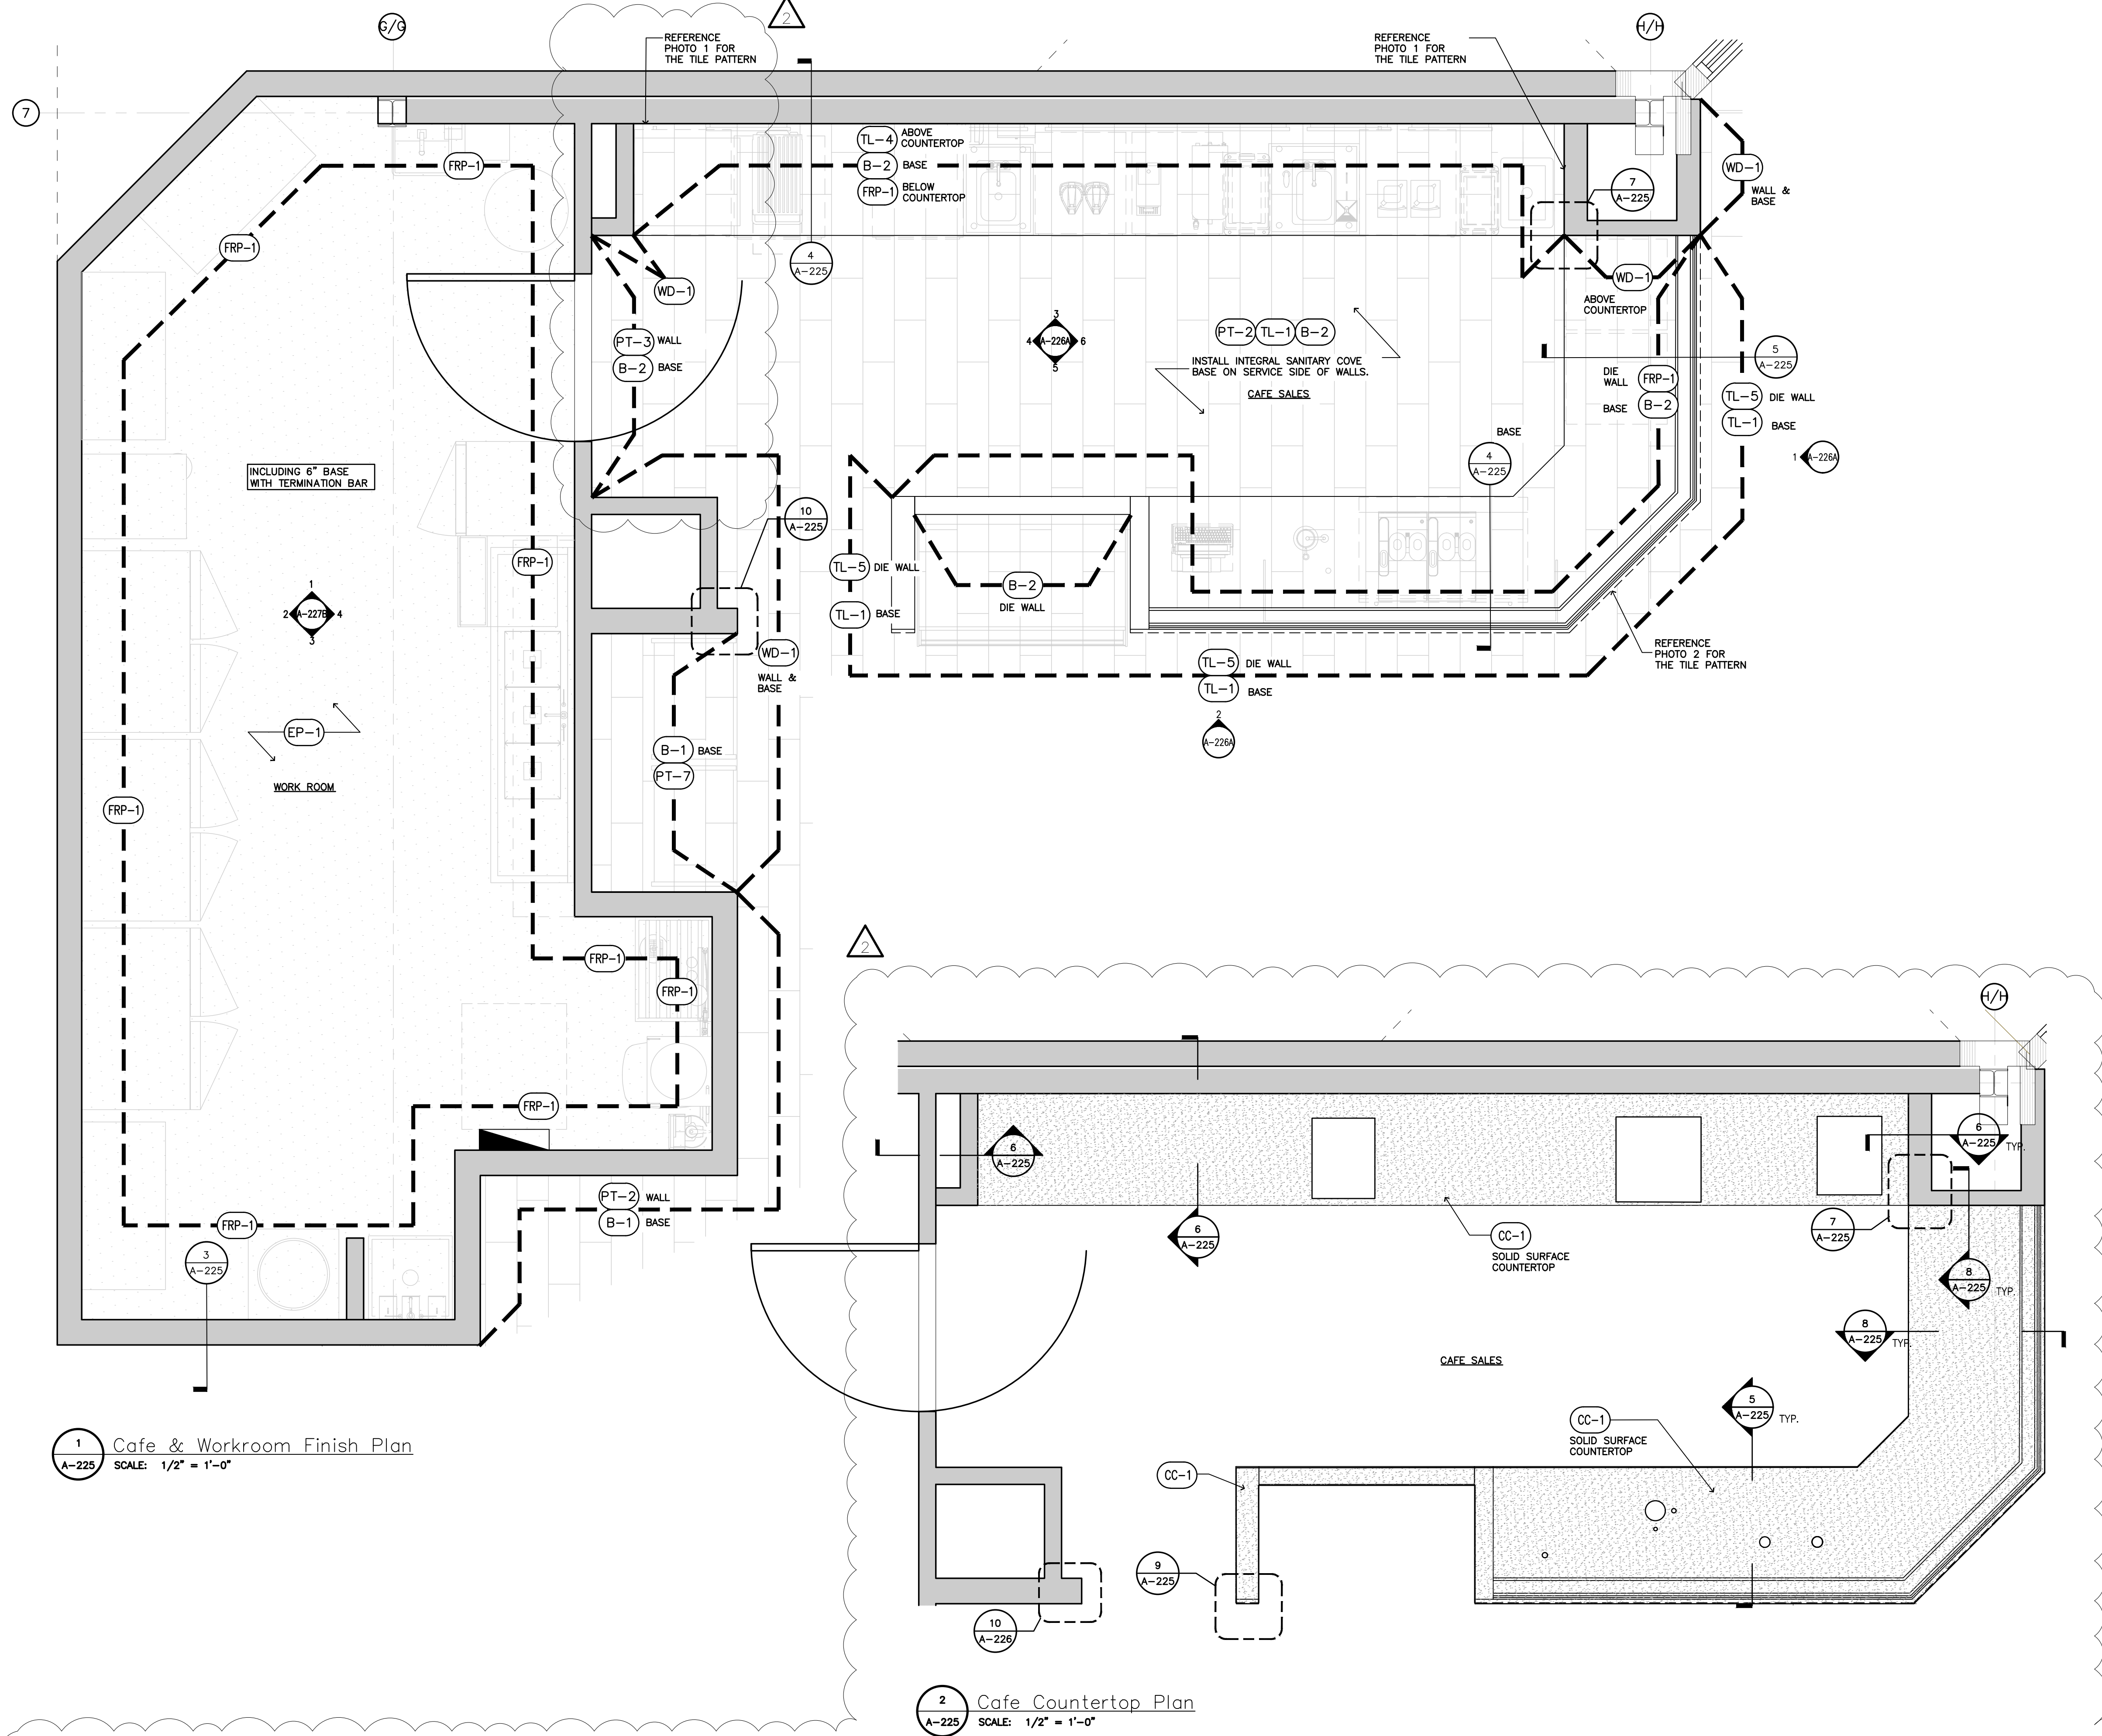 2
G/G
H/H
7
REFERENCE
PHOTO 1 FOR
THE TILE PATTERN
REFERENCE
PHOTO 1 FOR
THE TILE PATTERN
TL-4
ABOVE
COUNTERTOP
B-2
BASE
FRP-1
BELOW
COUNTERTOP
FRP-1
FRP-1
WD-1
WALL &
BASE
7
A-225
4
A-225
WD-1
WD-1
ABOVE
COUNTERTOP
PT-3
WALL
B-2
BASE
3
4
A-226A
6
5
PT-2
TL-1
B-2
INSTALL INTEGRAL SANITARY COVE
BASE ON SERVICE SIDE OF WALLS.
CAFE SALES
5
A-225
DIE
WALL
FRP-1
BASE
B-2
TL-5
DIE WALL
TL-1
BASE
1
A-226A
BASE
4
A-225
INCLUDING 6" BASE
WITH TERMINATION BAR
10
A-225
FRP-1
TL-5
DIE WALL
TL-1
BASE
B-2
DIE WALL
1
2
A-227B
4
3
WD-1
WALL &
BASE
TL-5
DIE WALL
TL-1
BASE
2
A-226A
REFERENCE
PHOTO 2 FOR
THE TILE PATTERN
EP-1
WORK ROOM
B-1
BASE
PT-7
FRP-1
FRP-1
FRP-1
FRP-1
FRP-1
PT-2
WALL
B-1
BASE
3
A-225
1
A-225
Cafe & Workroom Finish Plan
SCALE: 1/2" = 1'-0"
2
H/H
6
A-225
6
A-225
TYP.
6
A-225
7
A-225
CC-1
SOLID SURFACE
COUNTERTOP
8
A-225
TYP.
8
A-225
TYP.
CAFE SALES
5
A-225
TYP.
CC-1
SOLID SURFACE
COUNTERTOP
CC-1
9
A-225
10
A-226
2
A-225
Cafe Countertop Plan
SCALE: 1/2" = 1'-0"